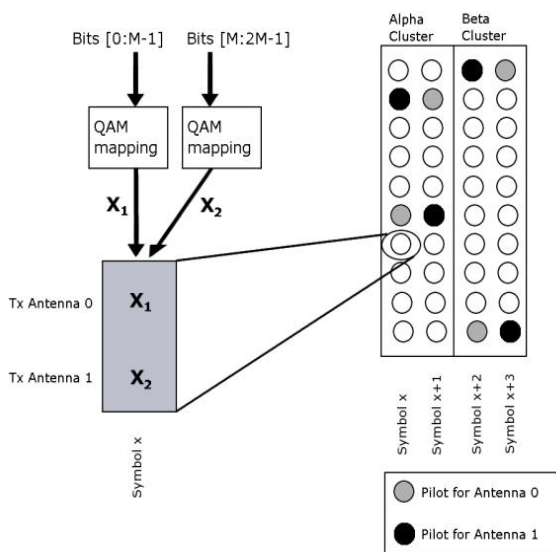 Bits [0:M-1]
Bits [M:2M-1]
QAM
mapping
QAM
mapping
X1
X2
Tx Antenna 0
X1
Tx Antenna 1
X2
Symbol x
Alpha
Cluster
Beta
Cluster
Symbol x
Symbol x+1
Symbol x+2
Symbol x+3
Pilot for Antenna 0
Pilot for Antenna 1